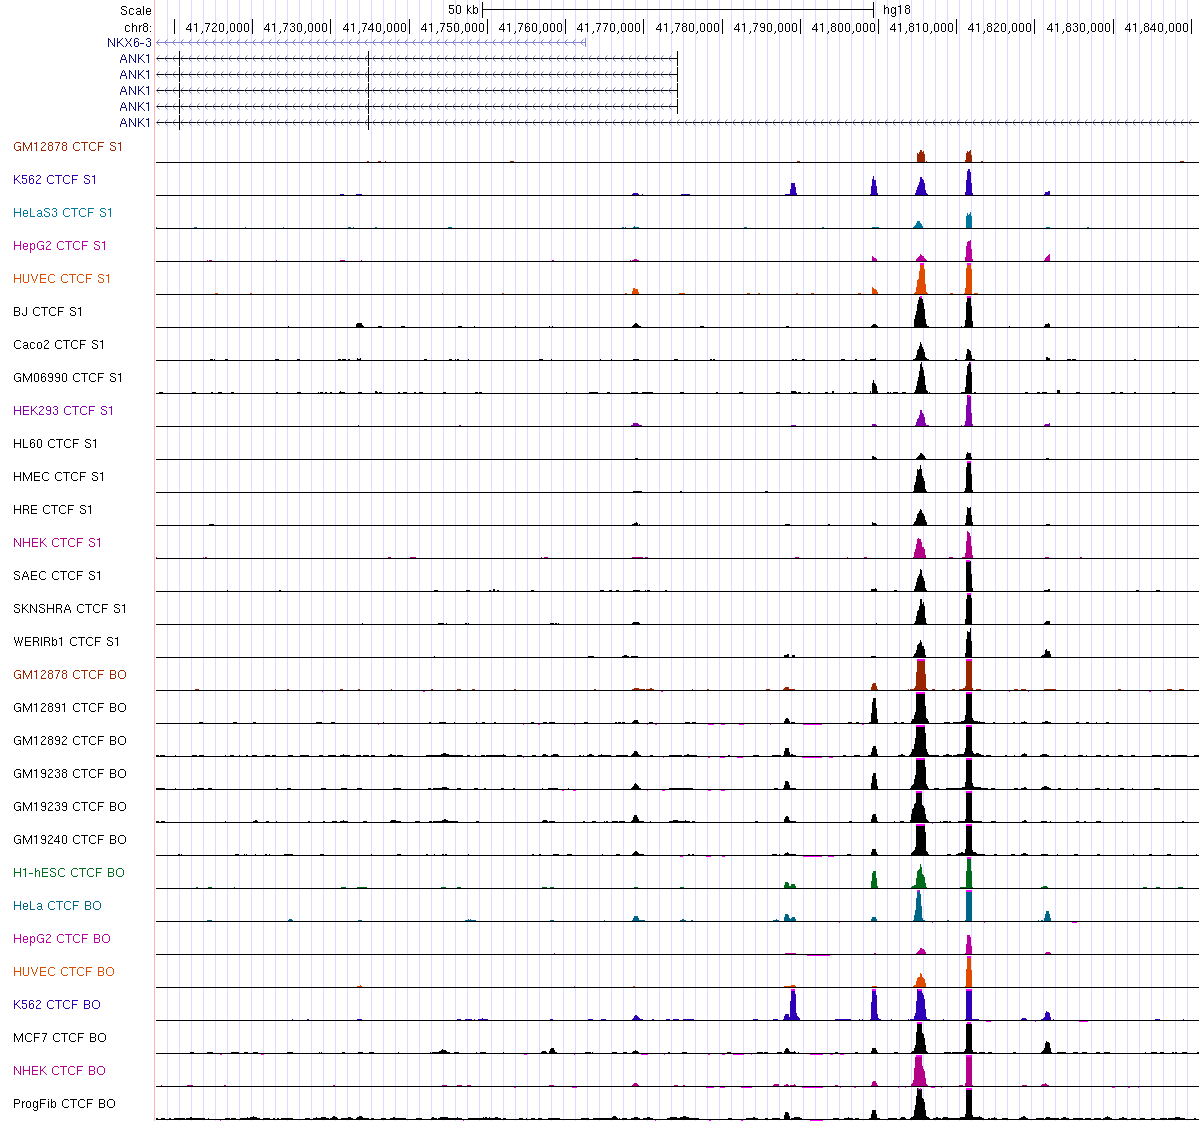 Scale 50 kb hg18
chr8: 41,720,000 41,730,000 41,740,000 41,750,000 41,760,000 41,770,000 41,780,000 41,790,000 41,800,000 41,810,000 41,820,000 41,830,000 41,840,000
NKX6-3
ANK1
ANK1
ANK1
ANK1
ANK1
GM12878 CTCF S1
K562 CTCF S1
HeLaS3 CTCF S1
HepG2 CTCF S1
HUVEC CTCF S1
BJ CTCF S1
Caco2 CTCF S1
GM06990 CTCF S1
HEK293 CTCF S1
HL60 CTCF S1
HMEC CTCF S1
HRE CTCF S1
NHEK CTCF S1
SAEC CTCF S1
SKNSHRA CTCF S1
WERIRb1 CTCF S1
GM12878 CTCF BO
GM12891 CTCF BO
GM12892 CTCF BO
GM19238 CTCF BO
GM19239 CTCF BO
GM19240 CTCF BO
H1-hESC CTCF BO
HeLa CTCF BO
HepG2 CTCF BO
HUVEC CTCF BO
K562 CTCF BO
MCF7 CTCF BO
NHEK CTCF BO
ProgFib CTCF BO